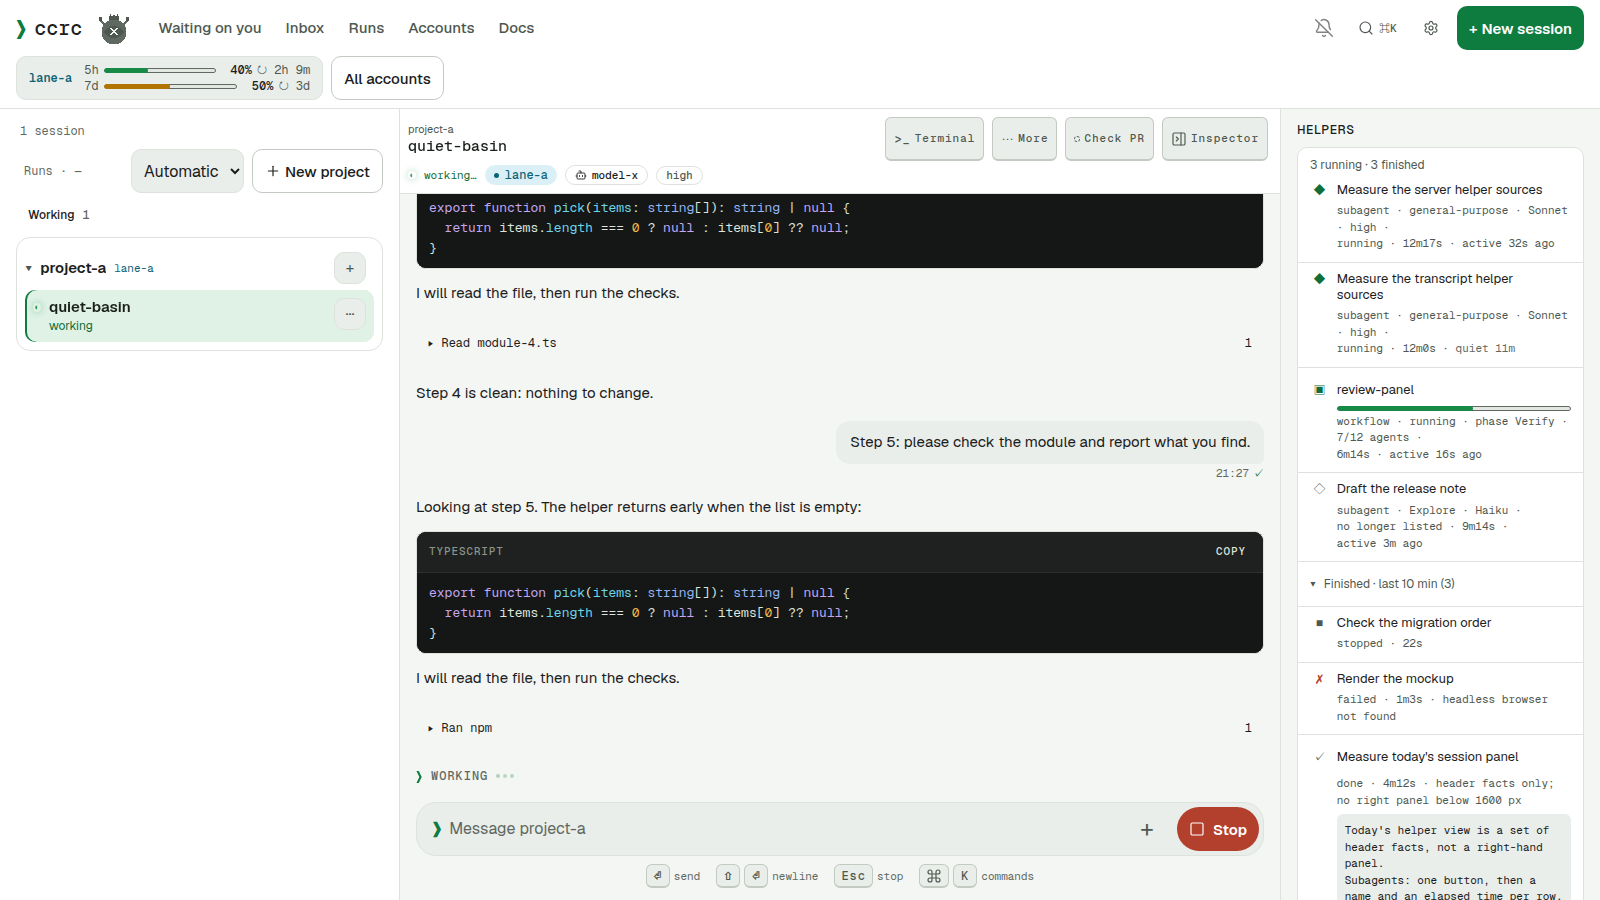 ❯ ccrc
Waiting on you Inbox Runs Accounts Docs
⌘K
+ New session
lane-a 5h 40% 2h 9m
7d 50% 3d
All accounts
1 session
Runs · —
Automatic
+ New project
Working 1
project-a lane-a
+
quiet-basin
working
project-a
quiet-basin
working… lane-a model-x high
>_ Terminal
··· More
Check PR
Inspector
export function pick(items: string[]): string | null {
return items.length === 0 ? null : items[0] ?? null;
}
I will read the file, then run the checks.
▸ Read module-4.ts 1
Step 4 is clean: nothing to change.
Step 5: please check the module and report what you find.
21:27 ✓
Looking at step 5. The helper returns early when the list is empty:
TYPESCRIPT COPY
export function pick(items: string[]): string | null {
return items.length === 0 ? null : items[0] ?? null;
}
I will read the file, then run the checks.
▸ Ran npm 1
❯ WORKING
❯ Message project-a
+
Stop
send newline Esc stop ⌘ K commands
HELPERS
3 running · 3 finished
Measure the server helper sources
subagent · general-purpose · Sonnet
· high ·
running · 12m17s · active 32s ago
Measure the transcript helper
sources
subagent · general-purpose · Sonnet
· high ·
running · 12m0s · quiet 11m
review-panel
workflow · running · phase Verify ·
7/12 agents ·
6m14s · active 16s ago
Draft the release note
subagent · Explore · Haiku ·
no longer listed · 9m14s ·
active 3m ago
▾ Finished · last 10 min (3)
Check the migration order
stopped · 22s
✗ Render the mockup
failed · 1m3s · headless browser
not found
✓ Measure today's session panel
done · 4m12s · header facts only;
no right panel below 1600 px
Today's helper view is a set of
header facts, not a right-hand
panel.
Subagents: one button, then a
name and an elapsed time per row.